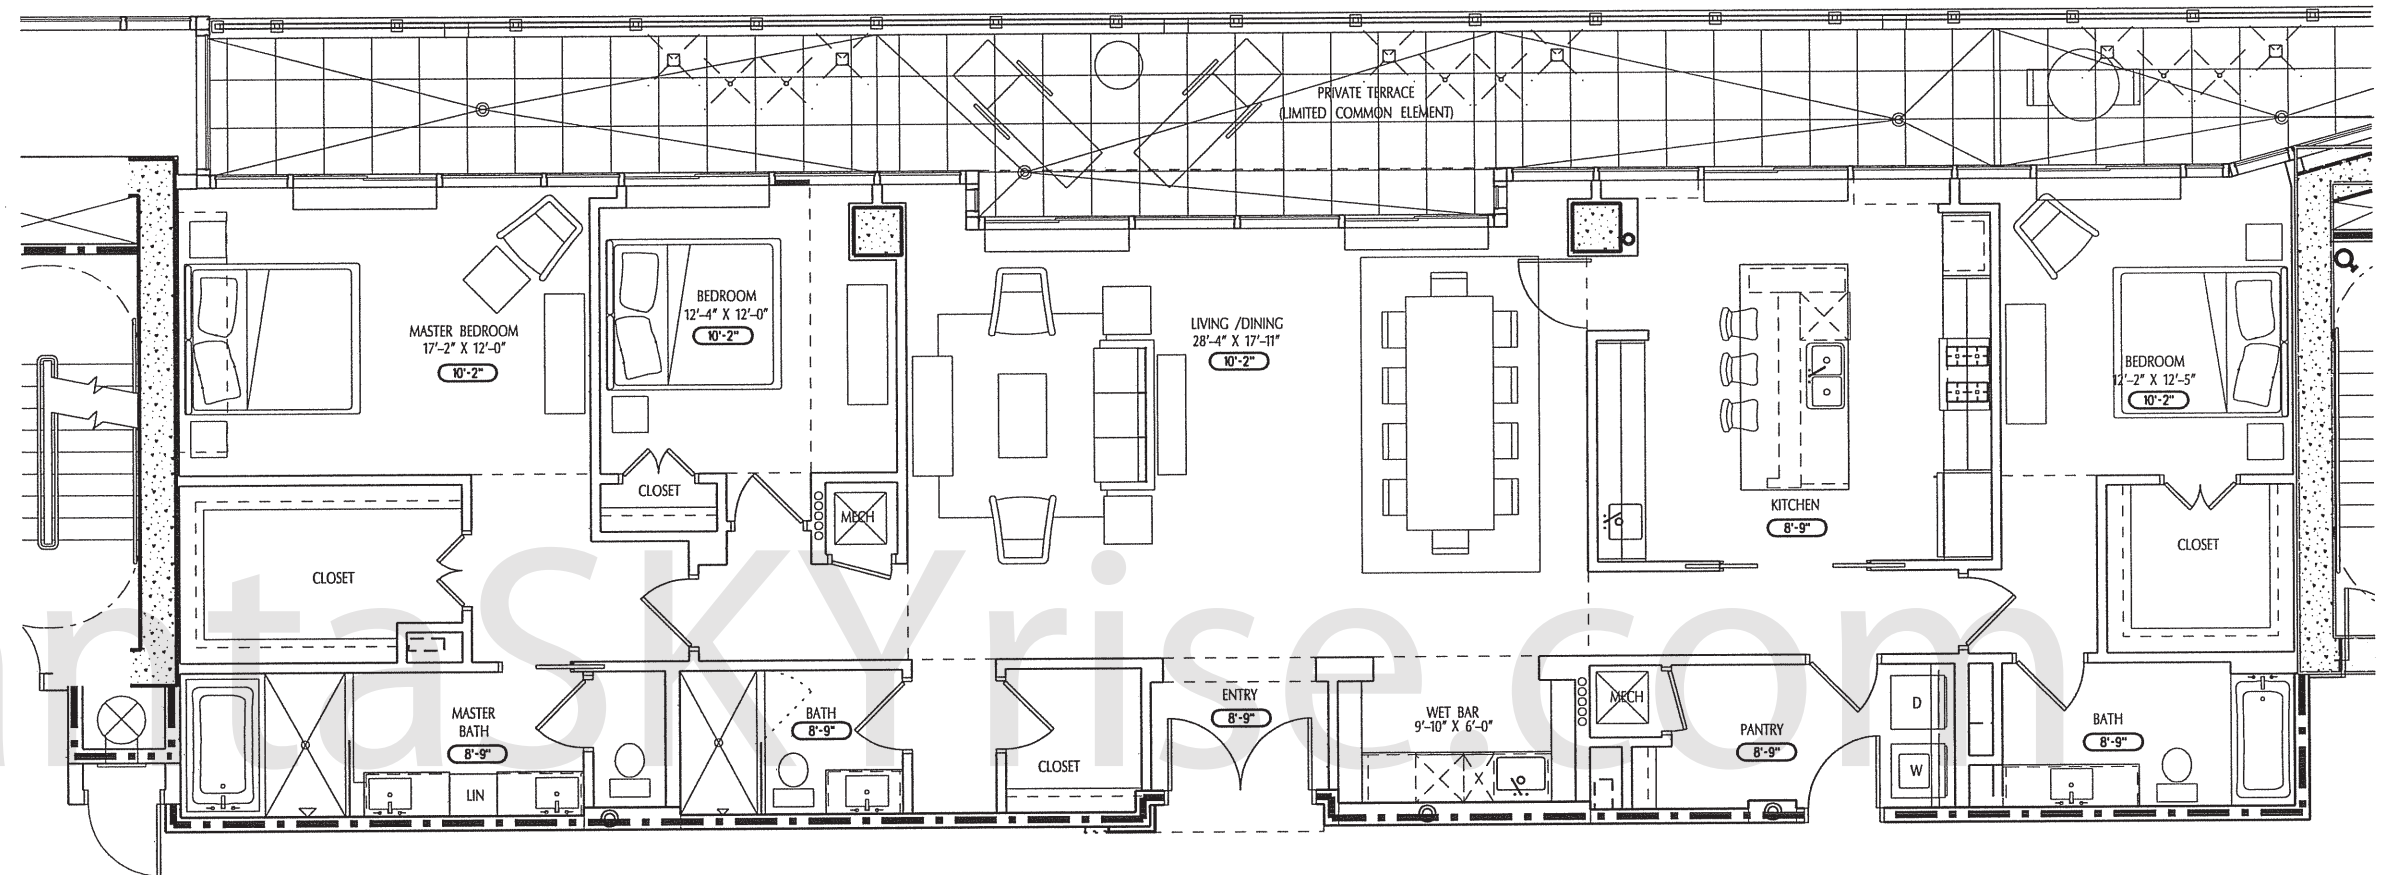 PRIVATE TERRACE
(LIMITED COMMON ELEMENT)
MASTER BEDROOM
17'-2" X 12'-0"
10'-2"
BEDROOM
12'-4" X 12'-0"
10'-2"
LIVING /DINING
28'-4" X 17'-11"
10'-2"
BEDROOM
12'-2" X 12'-5"
10'-2"
CLOSET
MECH
KITCHEN
8'-9"
CLOSET
CLOSET
MASTER
BATH
8'-9"
LIN
BATH
8'-9"
CLOSET
ENTRY
8'-9"
WET BAR
9'-10" X 6'-0"
MECH
PANTRY
8'-9"
D
W
BATH
8'-9"
antaSKYrise.com